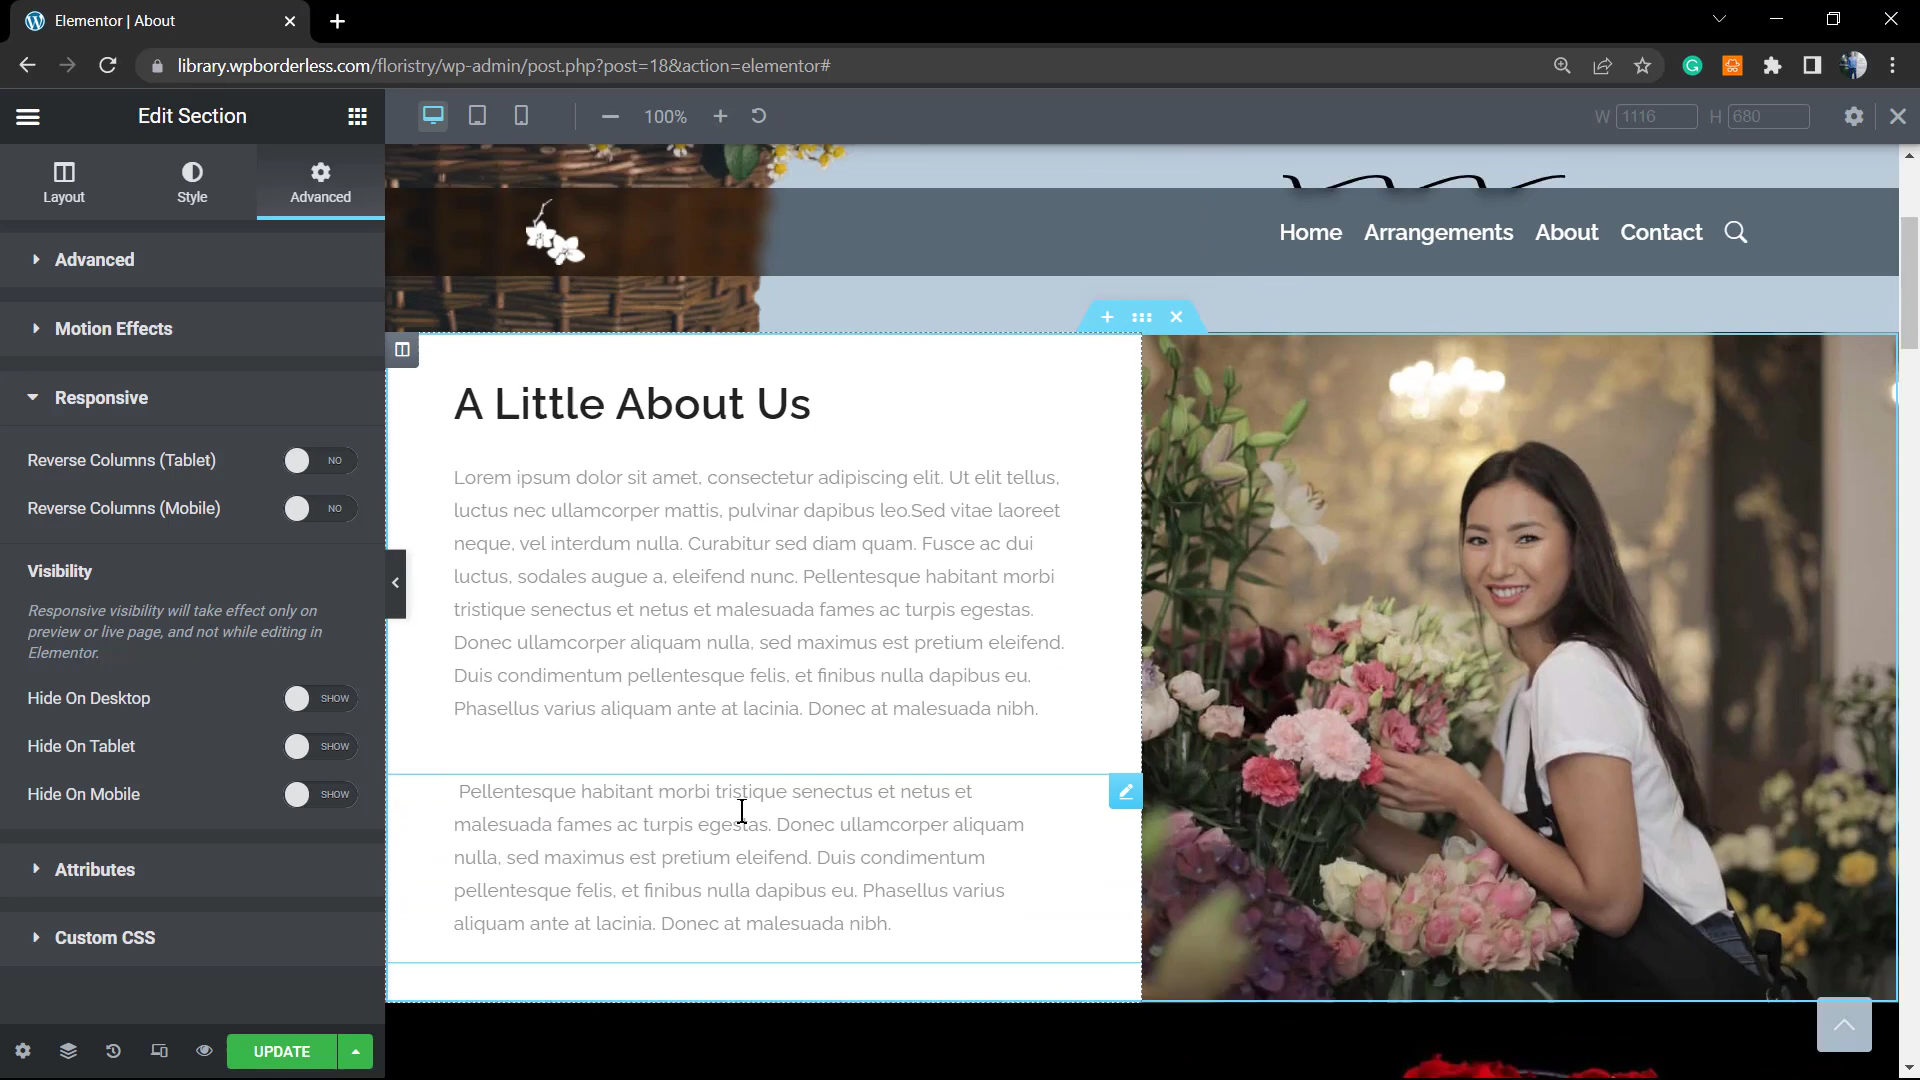 Elementor | About
library.wpborderless.com/floristry/wp-admin/post.php?post=18&action=elementor#
Edit Section
100%
W 1116 H 680
Layout
Style
Advanced
Home Arrangements About Contact
Advanced
Motion Effects
Responsive
Reverse Columns (Tablet) NO
Reverse Columns (Mobile) NO
Visibility
Responsive visibility will take effect only on
preview or live page, and not while editing in
Elementor.
Hide On Desktop SHOW
Hide On Tablet SHOW
Hide On Mobile SHOW
Attributes
Custom CSS
UPDATE
A Little About Us
Lorem ipsum dolor sit amet, consectetur adipiscing elit. Ut elit tellus,
luctus nec ullamcorper mattis, pulvinar dapibus leo.Sed vitae laoreet
neque, vel interdum nulla. Curabitur sed diam quam. Fusce ac dui
luctus, sodales augue a, eleifend nunc. Pellentesque habitant morbi
tristique senectus et netus et malesuada fames ac turpis egestas.
Donec ullamcorper aliquam nulla, sed maximus est pretium eleifend.
Duis condimentum pellentesque felis, et finibus nulla dapibus eu.
Phasellus varius aliquam ante at lacinia. Donec at malesuada nibh.
Pellentesque habitant morbi tristique senectus et netus et
malesuada fames ac turpis egestas. Donec ullamcorper aliquam
nulla, sed maximus est pretium eleifend. Duis condimentum
pellentesque felis, et finibus nulla dapibus eu. Phasellus varius
aliquam ante at lacinia. Donec at malesuada nibh.